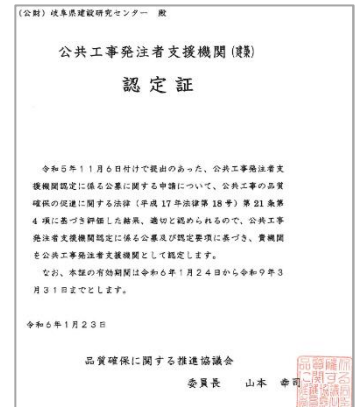 (公財) 岐阜県建設研究センター 殿
公共工事発注者支援機関(建築)
認定証
令和5年11月6日付けで提出のあった、公共工事発注者支
援機関認定に係る公募に関する申請について、公共工事の品質
確保の促進に関する法律（平成17年法律第18号）第21条第
4項に基づき評価した結果、適切と認められるので、公共工事
発注者支援機関認定に係る公募及び認定要項に基づき、貴機関
を公共工事発注者支援機関として認定します。
なお、本証の有効期間は令和6年1月24日から令和9年3
月31日までとします。
令和6年1月23日
品質確保に関する推進協議会
委員長 山本 幸司